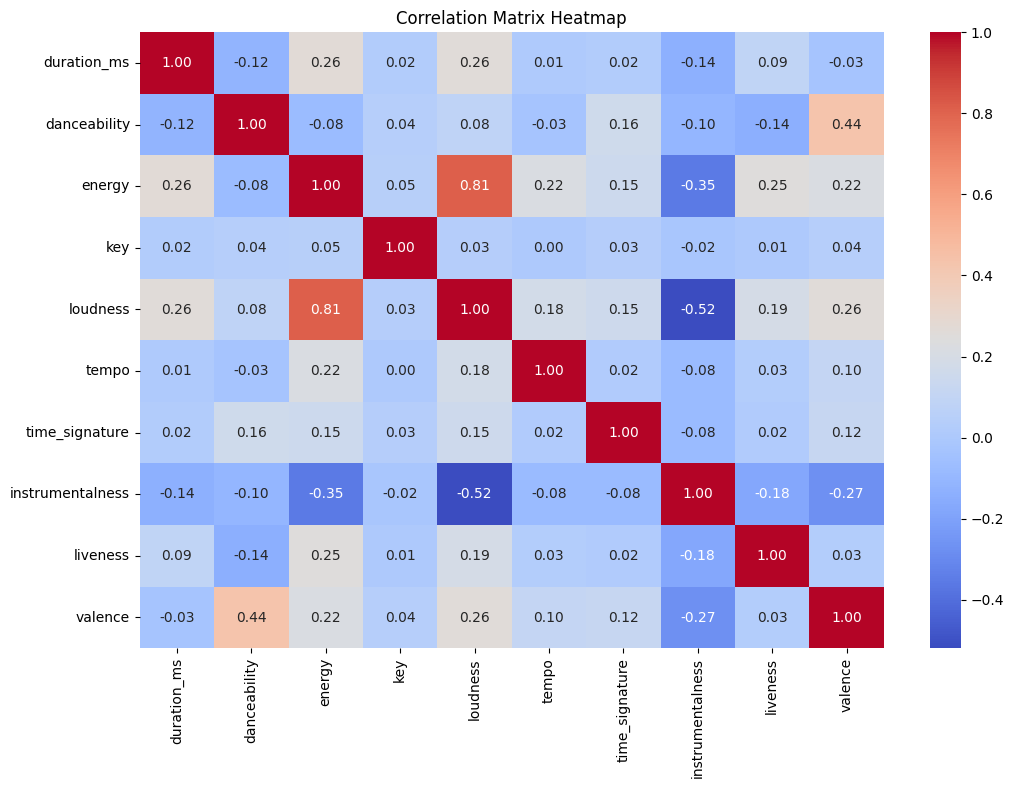 Correlation Matrix Heatmap
duration_ms 1.00 -0.12 0.26 0.02 0.26 0.01 0.02 -0.14 0.09 -0.03
danceability -0.12 1.00 -0.08 0.04 0.08 -0.03 0.16 -0.10 -0.14 0.44
energy 0.26 -0.08 1.00 0.05 0.81 0.22 0.15 -0.35 0.25 0.22
key 0.02 0.04 0.05 1.00 0.03 0.00 0.03 -0.02 0.01 0.04
loudness 0.26 0.08 0.81 0.03 1.00 0.18 0.15 -0.52 0.19 0.26
tempo 0.01 -0.03 0.22 0.00 0.18 1.00 0.02 -0.08 0.03 0.10
time_signature 0.02 0.16 0.15 0.03 0.15 0.02 1.00 -0.08 0.02 0.12
instrumentalness -0.14 -0.10 -0.35 -0.02 -0.52 -0.08 -0.08 1.00 -0.18 -0.27
liveness 0.09 -0.14 0.25 0.01 0.19 0.03 0.02 -0.18 1.00 0.03
valence -0.03 0.44 0.22 0.04 0.26 0.10 0.12 -0.27 0.03 1.00
duration_ms
danceability
energy
key
loudness
tempo
time_signature
instrumentalness
liveness
valence
1.0
0.8
0.6
0.4
0.2
0.0
−0.2
−0.4